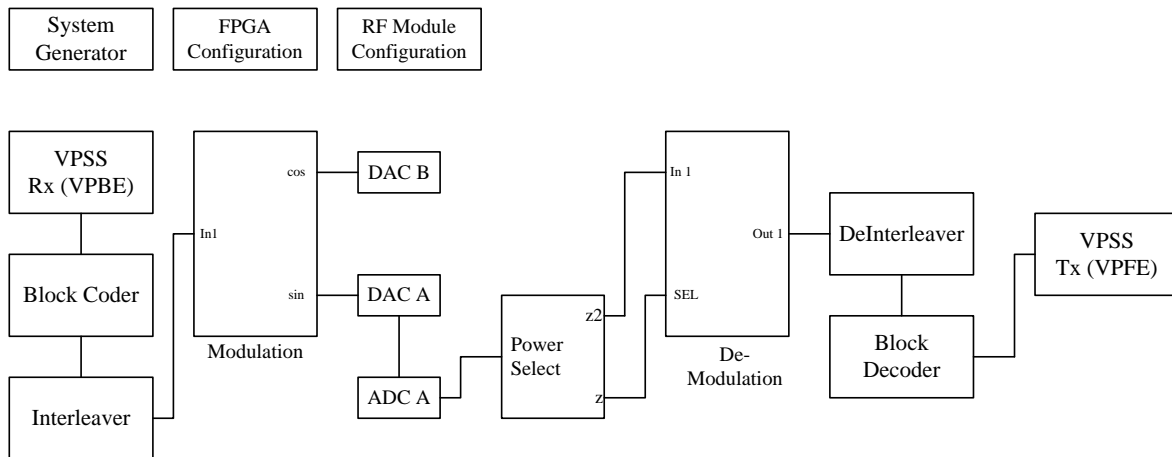 System
Generator
FPGA
Configuration
RF Module
Configuration
VPSS
Rx (VPBE)
Block Coder
Interleaver
In1
cos
sin
Modulation
DAC B
DAC A
ADC A
Power
Select
z2
z
In 1
SEL
Out 1
De-
Modulation
DeInterleaver
Block
Decoder
VPSS
Tx (VPFE)